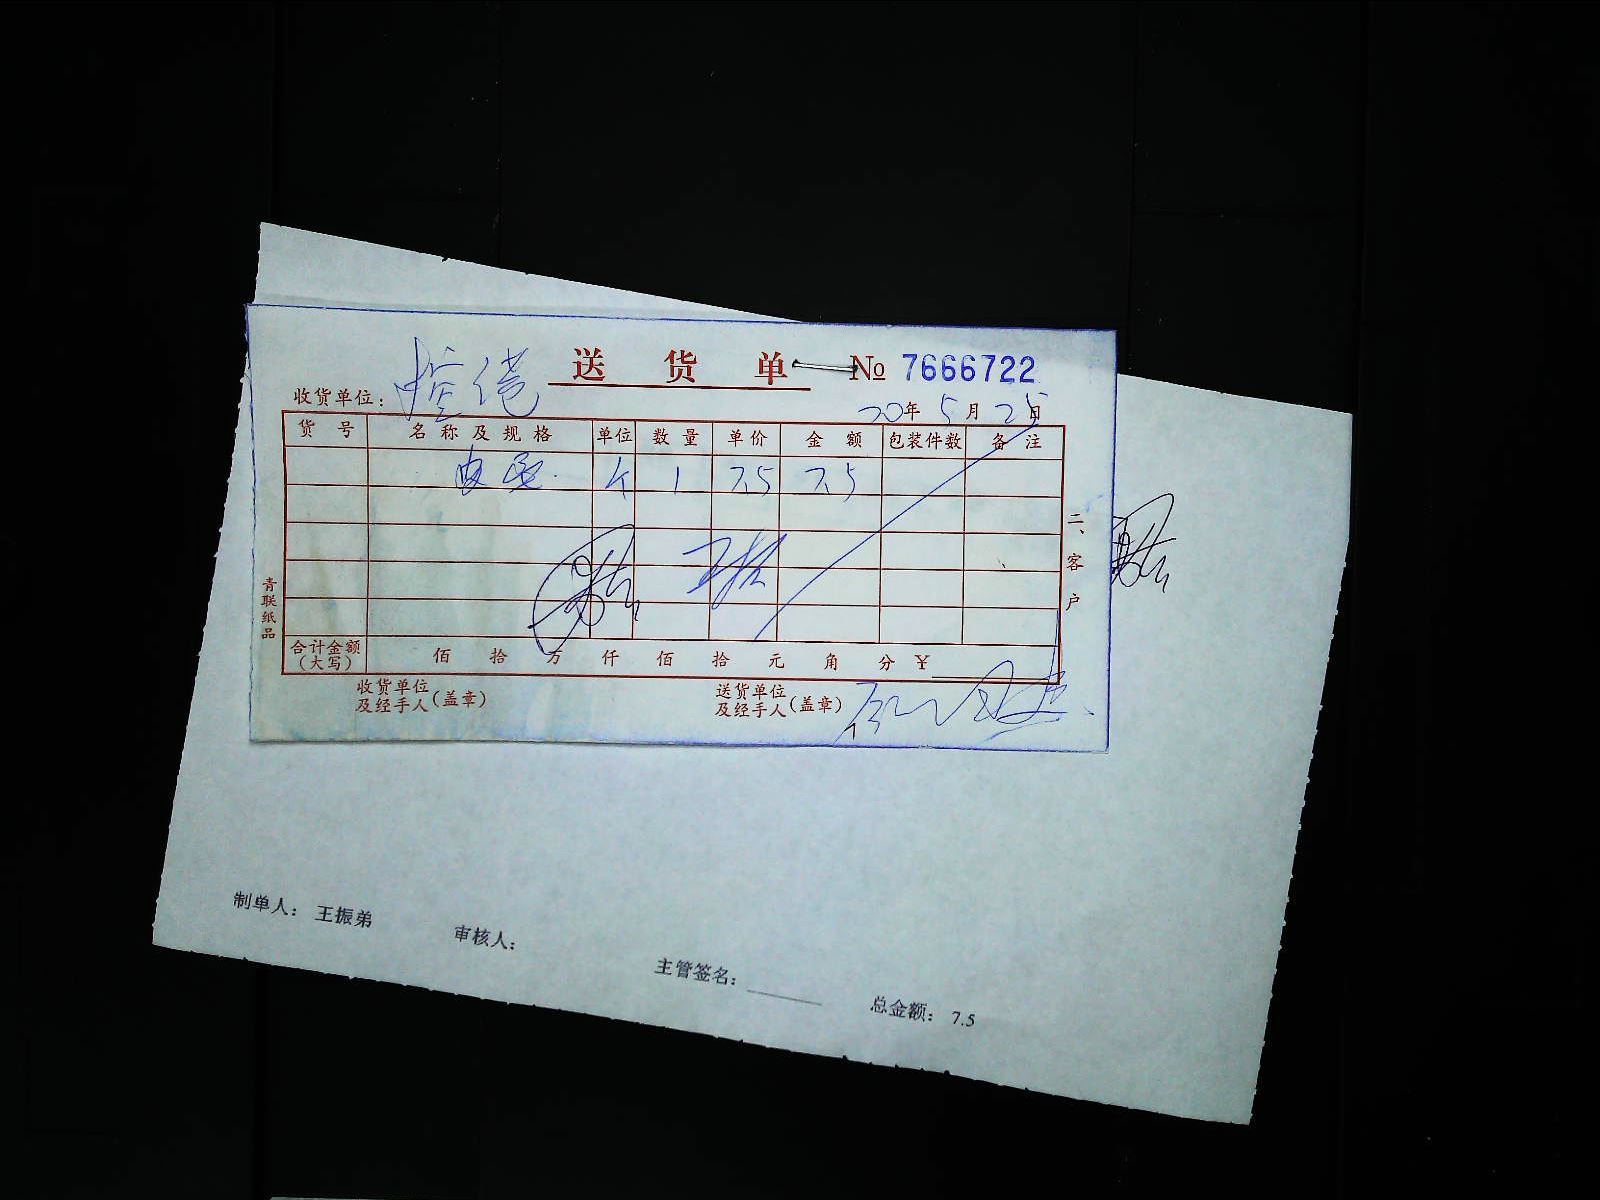 送货单 № 7666722
收货单位：
20年5月25日
货号 名称及规格 单位 数量 单价 金额 包装件数 备注
个 1 7.5 7.5
二、客户
青联纸品
合计金额（大写） 佰 拾 万 仟 佰 拾 元 角 分 ¥
收货单位及经手人（盖章） 送货单位及经手人（盖章）
制单人： 王振弟 审核人： 主管签名： 总金额： 7.5